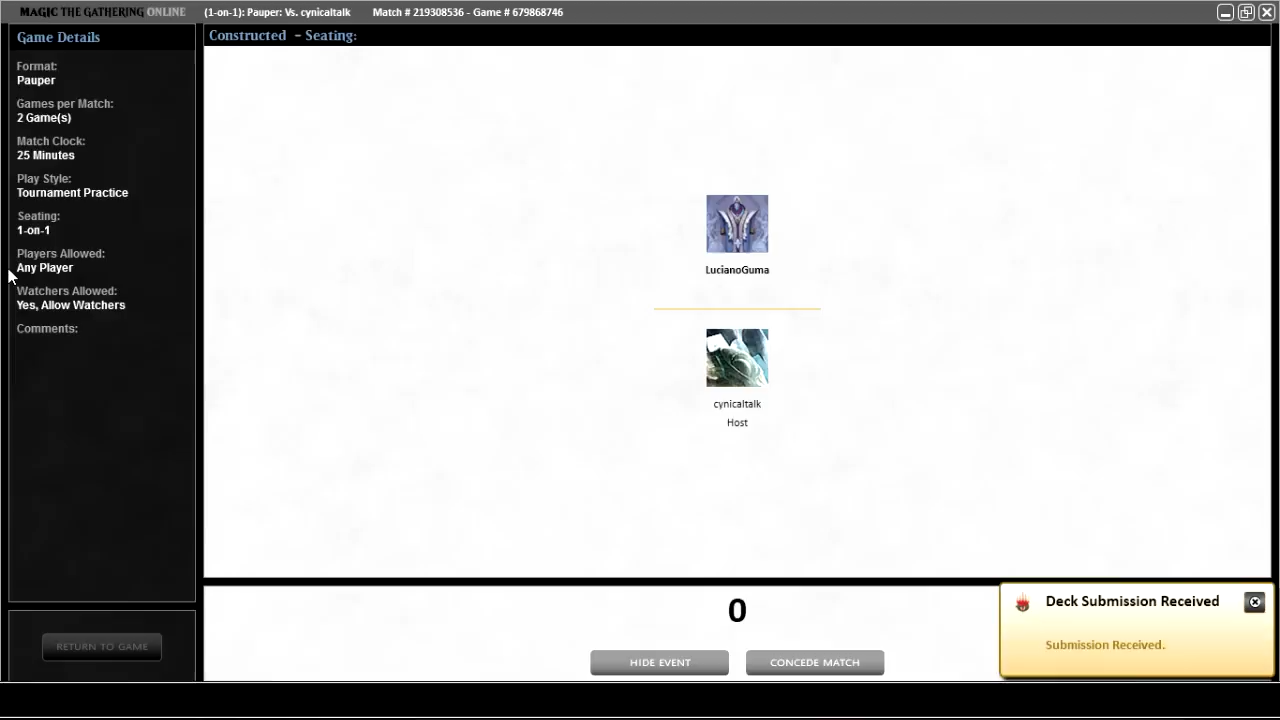 MAGIC THE GATHERING ONLINE (1-on-1): Pauper: Vs. cynicaltalk Match # 219308536 - Game # 679868746
Game Details
Format:
Pauper
Games per Match:
2 Game(s)
Match Clock:
25 Minutes
Play Style:
Tournament Practice
Seating:
1-on-1
Players Allowed:
Any Player
Watchers Allowed:
Yes, Allow Watchers
Comments:
RETURN TO GAME
Constructed - Seating:
LucianoGuma
cynicaltalk
Host
0
HIDE EVENT CONCEDE MATCH
Deck Submission Received
Submission Received.